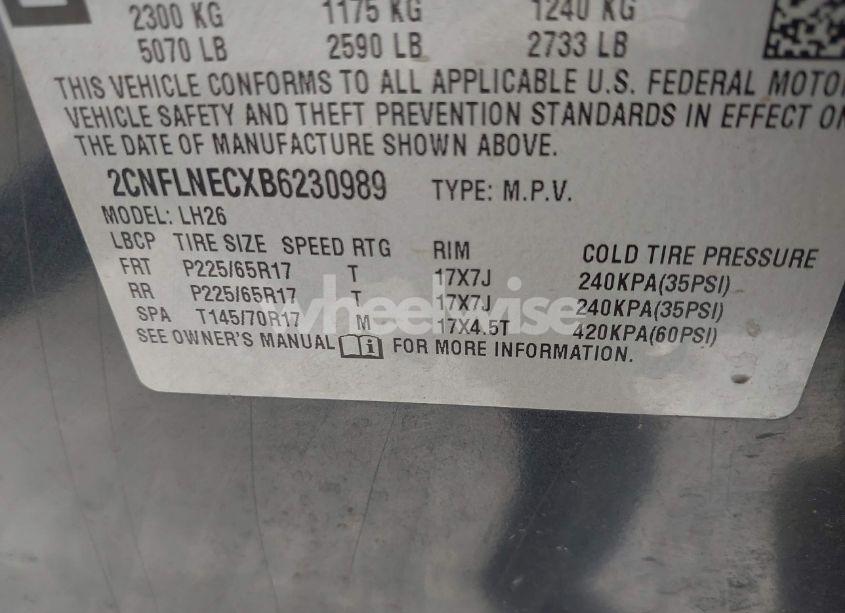 2300 KG 1175 KG 1240 KG
5070 LB 2590 LB 2733 LB
THIS VEHICLE CONFORMS TO ALL APPLICABLE U.S. FEDERAL MOTOR
VEHICLE SAFETY AND THEFT PREVENTION STANDARDS IN EFFECT ON
THE DATE OF MANUFACTURE SHOWN ABOVE.
2CNFLNECXB6230989 TYPE: M.P.V.
MODEL: LH26
LBCP TIRE SIZE SPEED RTG RIM COLD TIRE PRESSURE
FRT P225/65R17 T 17X7J 240KPA(35PSI)
RR P225/65R17 T 17X7J 240KPA(35PSI)
SPA T145/70R17 M 17X4.5T 420KPA(60PSI)
SEE OWNER'S MANUAL i FOR MORE INFORMATION.
wheelwise